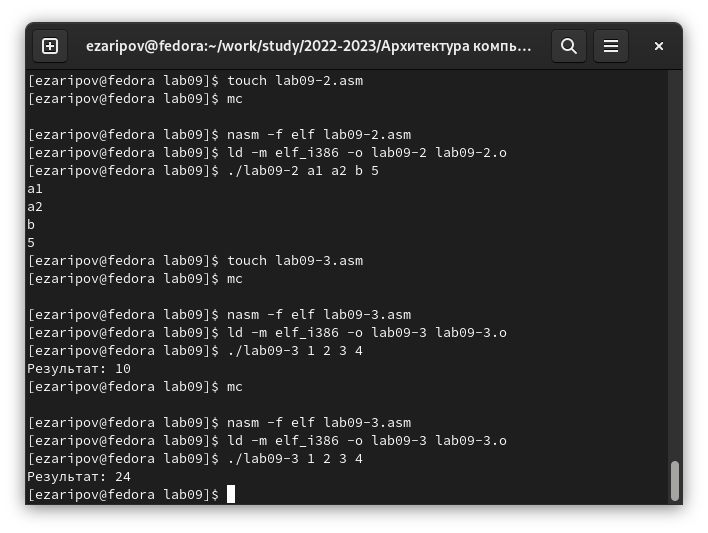 ezaripov@fedora:~/work/study/2022-2023/Архитектура компь...
[ezaripov@fedora lab09]$ touch lab09-2.asm
[ezaripov@fedora lab09]$ mc
[ezaripov@fedora lab09]$ nasm -f elf lab09-2.asm
[ezaripov@fedora lab09]$ ld -m elf_i386 -o lab09-2 lab09-2.o
[ezaripov@fedora lab09]$ ./lab09-2 a1 a2 b 5
a1
a2
b
5
[ezaripov@fedora lab09]$ touch lab09-3.asm
[ezaripov@fedora lab09]$ mc
[ezaripov@fedora lab09]$ nasm -f elf lab09-3.asm
[ezaripov@fedora lab09]$ ld -m elf_i386 -o lab09-3 lab09-3.o
[ezaripov@fedora lab09]$ ./lab09-3 1 2 3 4
Результат: 10
[ezaripov@fedora lab09]$ mc
[ezaripov@fedora lab09]$ nasm -f elf lab09-3.asm
[ezaripov@fedora lab09]$ ld -m elf_i386 -o lab09-3 lab09-3.o
[ezaripov@fedora lab09]$ ./lab09-3 1 2 3 4
Результат: 24
[ezaripov@fedora lab09]$